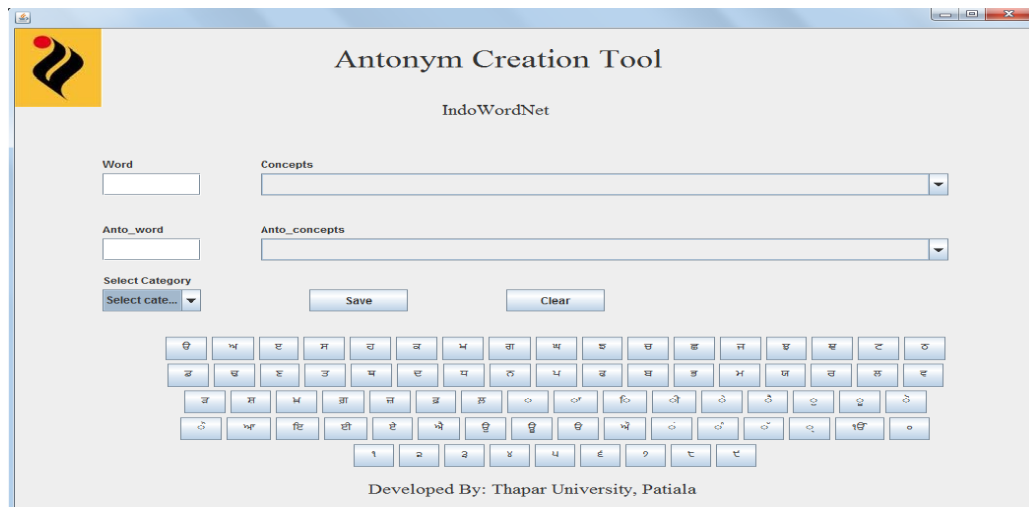 Antonym Creation Tool
IndoWordNet
Word Concepts
Anto_word Anto_concepts
Select Category
Select cate... Save Clear
ੳ ਅ ੲ ਸ ਹ ਕ ਖ ਗ ਘ ਙ ਚ ਛ ਜ ਝ ਞ ਟ ਠ
ਡ ਢ ਣ ਤ ਥ ਦ ਧ ਨ ਪ ਫ ਬ ਭ ਮ ਯ ਰ ਲ ਵ
ੜ ਸ਼ ਖ਼ ਗ਼ ਜ਼ ਫ਼ ਲ਼ ਾ ਿ ੀ ੇ ੈ ੁ ੂ ੋ
ੌ ਆ ਇ ਈ ਏ ਐ ਉ ਊ ਓ ਔ ਂ ੰ ੱ ੍ ੴ ੦
੧ ੨ ੩ ੪ ੫ ੬ ੭ ੮ ੯
Developed By: Thapar University, Patiala